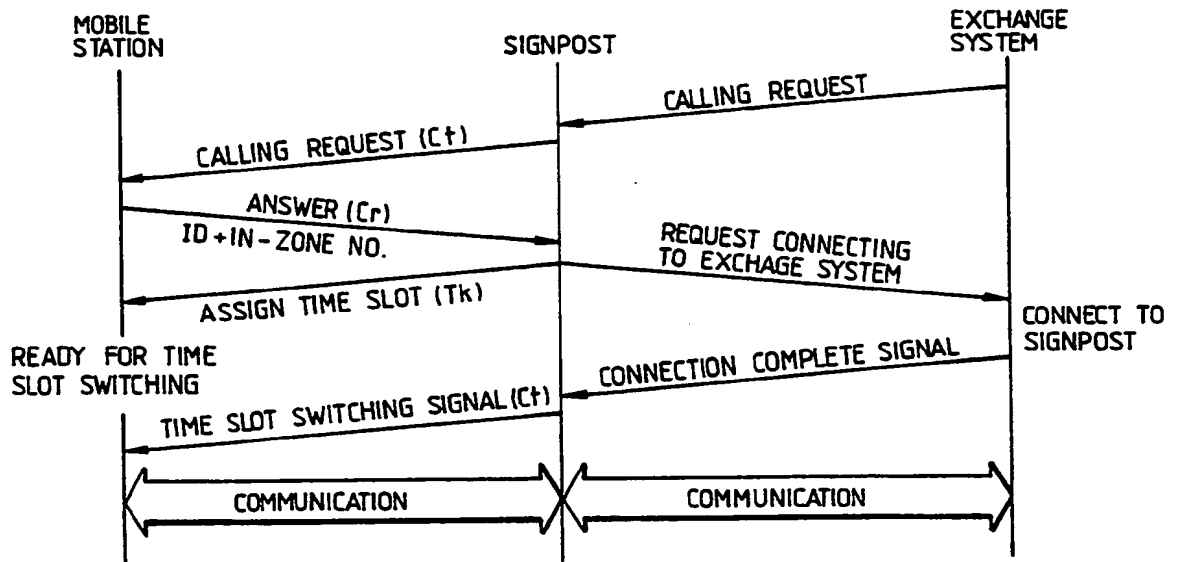 MOBILE
STATION
SIGNPOST
EXCHANGE
SYSTEM
CALLING REQUEST
CALLING REQUEST (Ct)
ANSWER (Cr)
ID+IN-ZONE NO.
REQUEST CONNECTING
TO EXCHAGE SYSTEM
ASSIGN TIME SLOT (Tk)
CONNECT TO
SIGNPOST
READY FOR TIME
SLOT SWITCHING
CONNECTION COMPLETE SIGNAL
TIME SLOT SWITCHING SIGNAL (Ct)
COMMUNICATION
COMMUNICATION